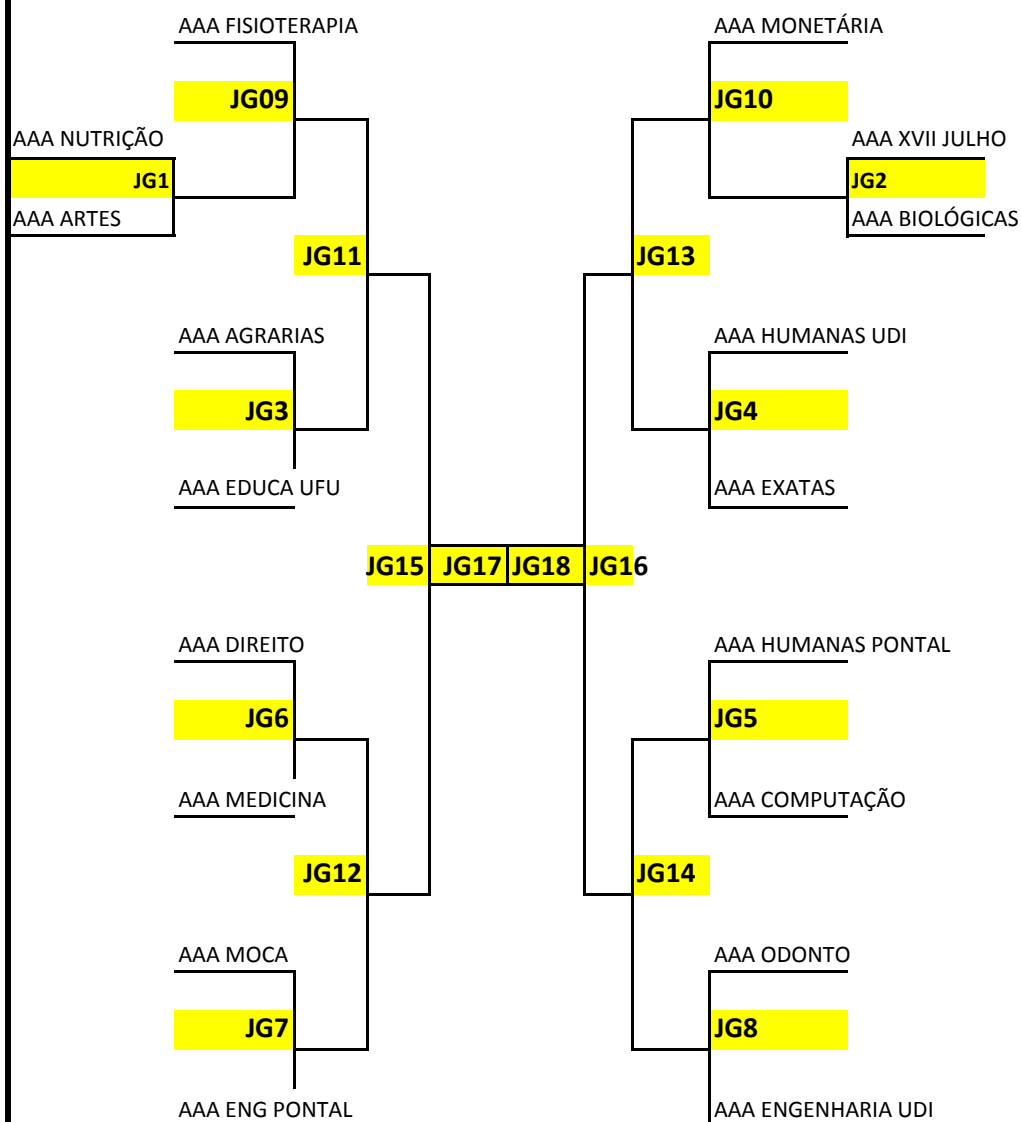 AAA FISIOTERAPIA
AAA MONETÁRIA
JG09
JG10
AAA NUTRIÇÃO
AAA XVII JULHO
JG1
JG2
AAA ARTES
AAA BIOLÓGICAS
JG11
JG13
AAA AGRARIAS
AAA HUMANAS UDI
JG3
JG4
AAA EDUCA UFU
AAA EXATAS
JG15 JG17 JG18 JG16
AAA DIREITO
AAA HUMANAS PONTAL
JG6
JG5
AAA MEDICINA
AAA COMPUTAÇÃO
JG12
JG14
AAA MOCA
AAA ODONTO
JG7
JG8
AAA ENG PONTAL
AAA ENGENHARIA UDI